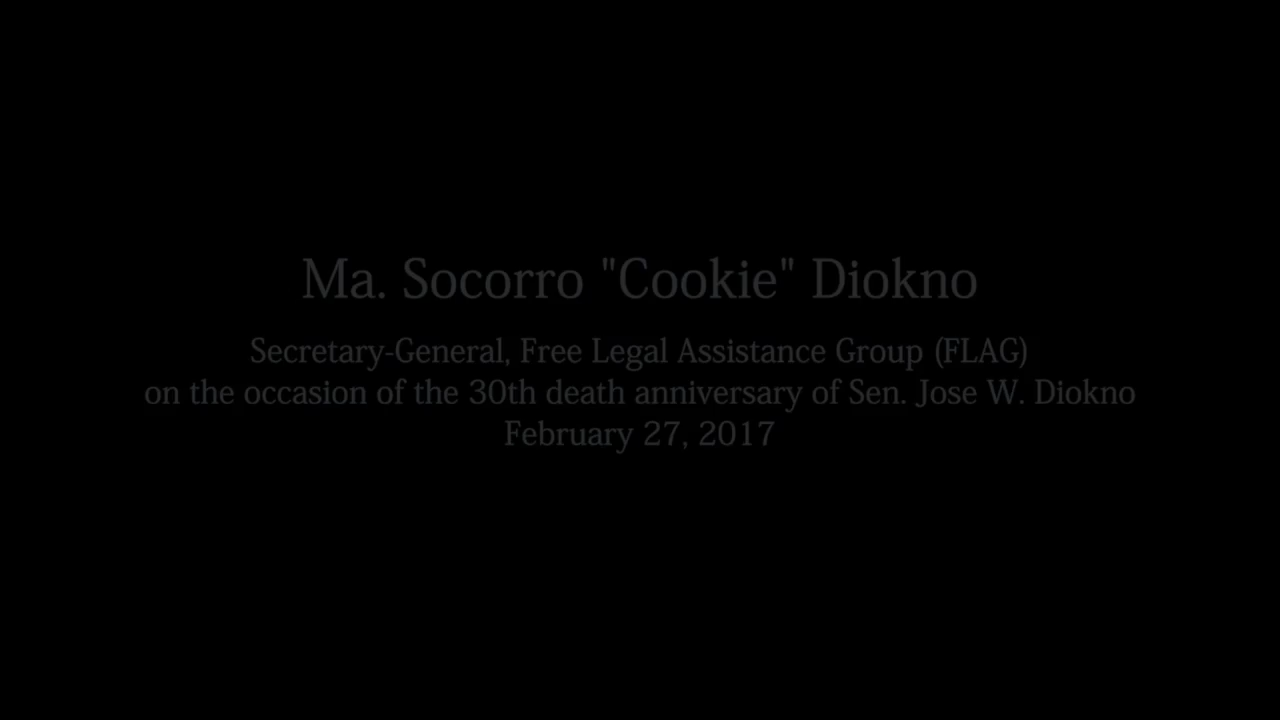 Ma. Socorro "Cookie" Diokno
Secretary-General, Free Legal Assistance Group (FLAG)
on the occasion of the 30th death anniversary of Sen. Jose W. Diokno
February 27, 2017